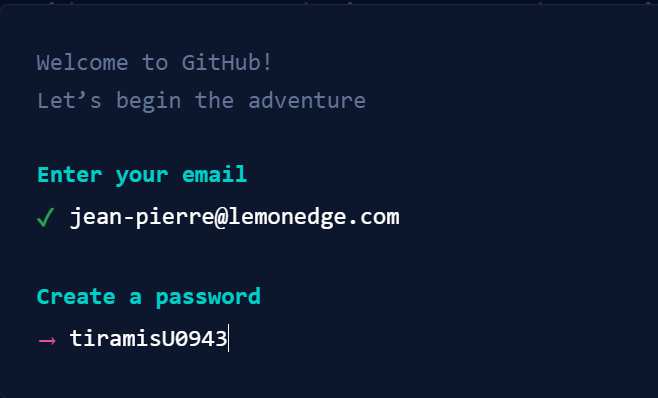 Welcome to GitHub!
Let’s begin the adventure
Enter your email
✓ jean-pierre@lemonedge.com
Create a password
→ tiramisU0943